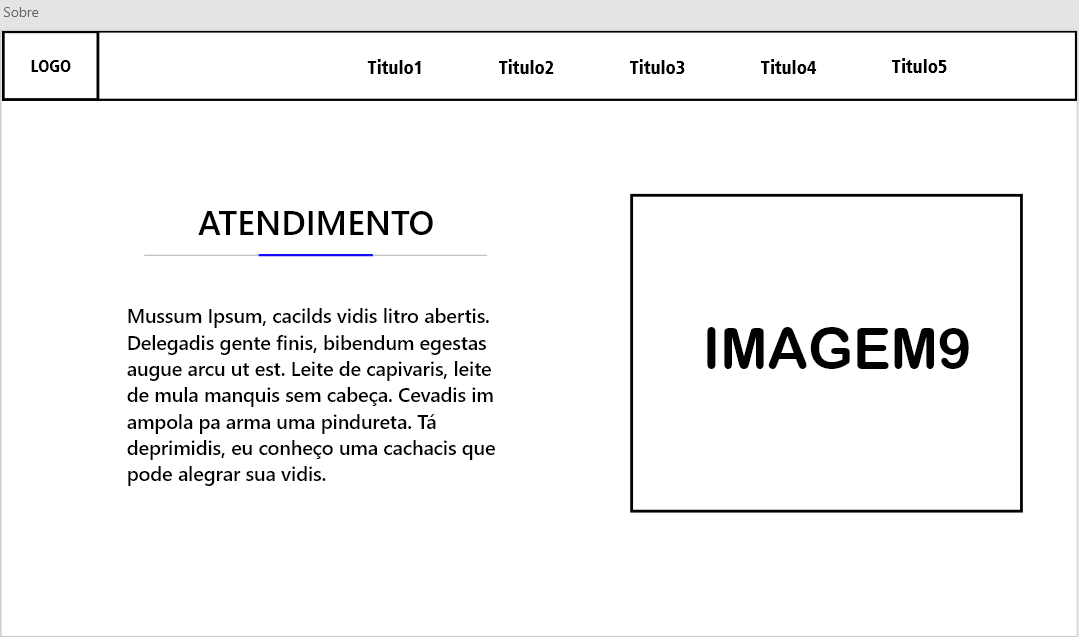 Sobre
LOGO
Titulo1
Titulo2
Titulo3
Titulo4
Titulo5
ATENDIMENTO
Mussum Ipsum, cacilds vidis litro abertis.
Delegadis gente finis, bibendum egestas
augue arcu ut est. Leite de capivaris, leite
de mula manquis sem cabeça. Cevadis im
ampola pa arma uma pindureta. Tá
deprimidis, eu conheço uma cachacis que
pode alegrar sua vidis.
IMAGEM9